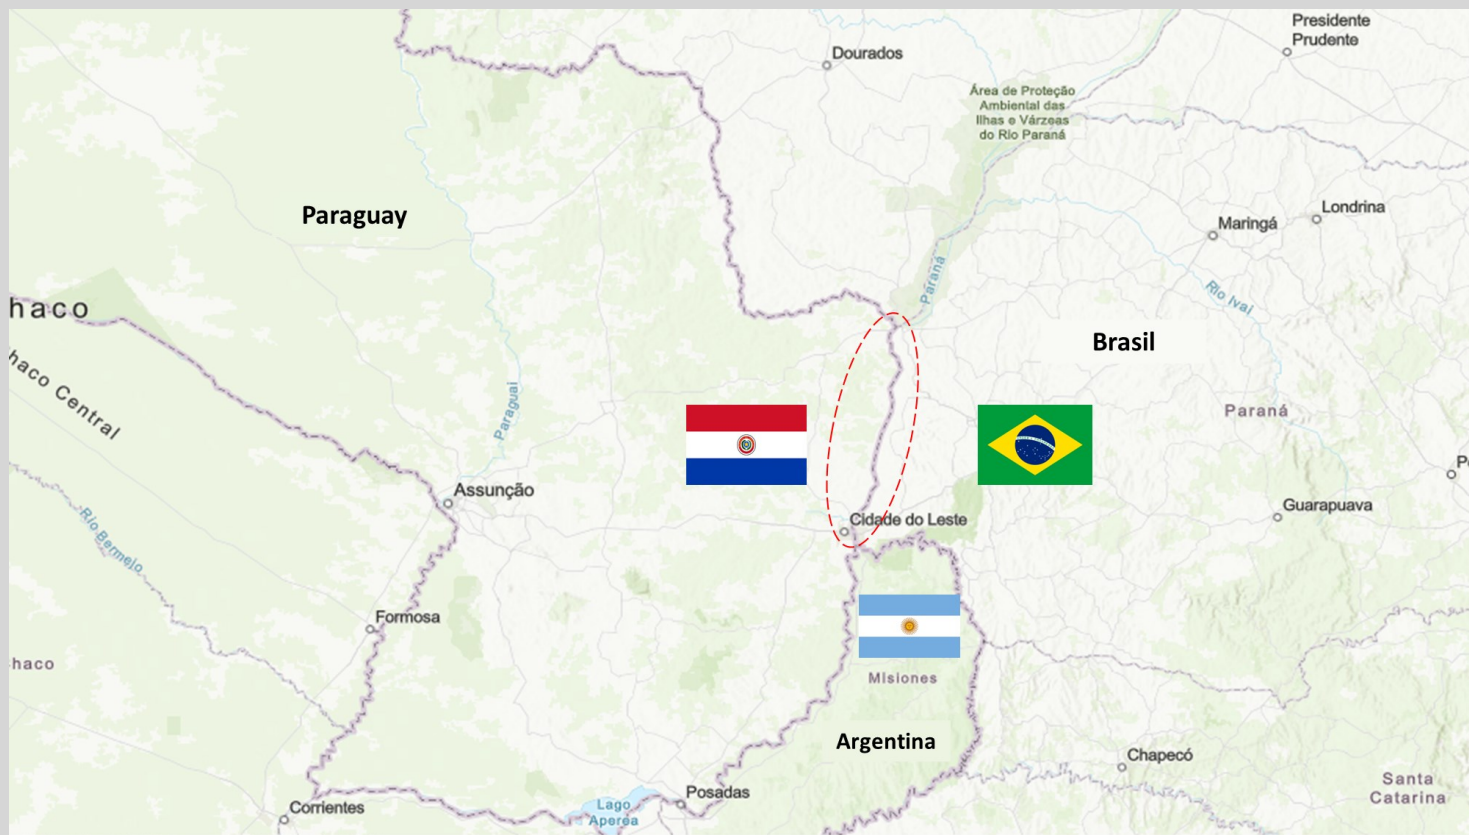 Presidente
Prudente
Dourados
Área de Proteção
Ambiental das
Ilhas e Várzeas
do Rio Paraná
Paraguay
Londrina
Maringá
Paraná
Rio Ivaí
haco
Brasil
haco Central
Paraguai
Paraná
Assunção
Guarapuava
Cidade do Leste
Río Bermejo
Formosa
haco
Misiones
Argentina
Chapecó
Posadas
Santa
Catarina
Lago
Aperea
Corrientes